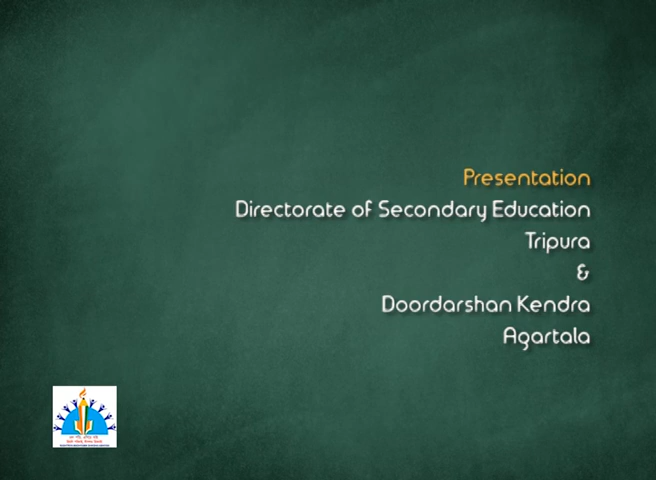 Presentation
Directorate of Secondary Education
Tripura
&
Doordarshan Kendra
Agartala